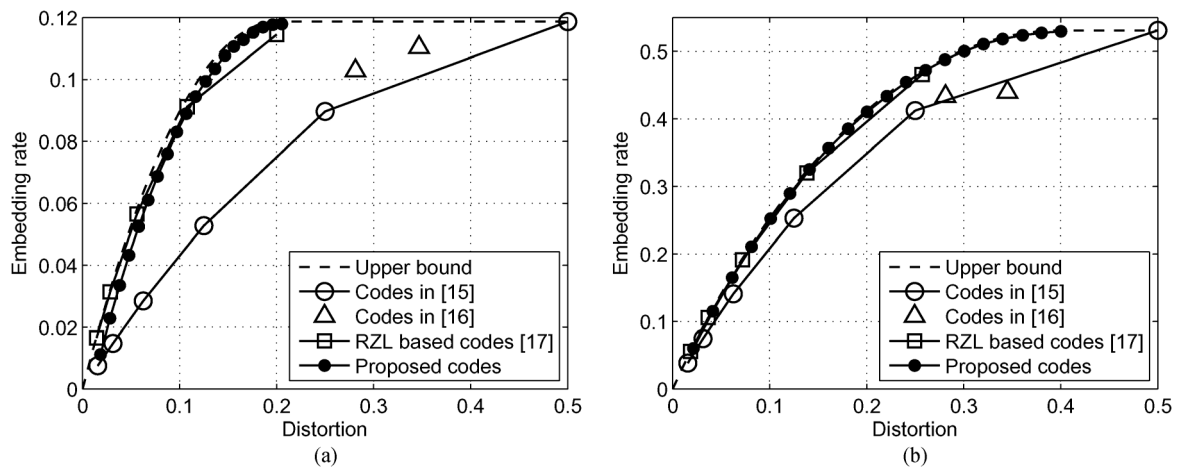 0.12
0.1
0.08
0.06
0.04
0.02
0
Embedding rate
0 0.1 0.2 0.3 0.4 0.5
Distortion
Upper bound
Codes in [15]
Codes in [16]
RZL based codes [17]
Proposed codes
(a)
0.5
0.4
0.3
0.2
0.1
0
Embedding rate
0 0.1 0.2 0.3 0.4 0.5
Distortion
Upper bound
Codes in [15]
Codes in [16]
RZL based codes [17]
Proposed codes
(b)